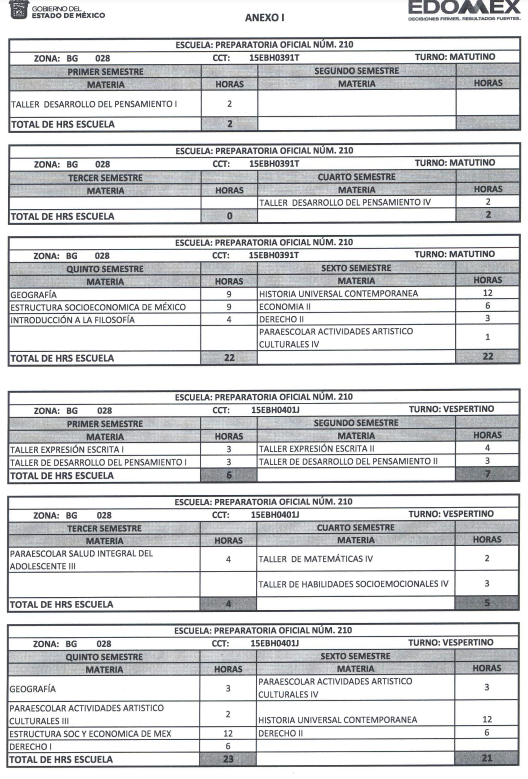 GOBIERNO DEL
ESTADO DE MÉXICO
ANEXO I
EDOMEX
DECISIONES FIRMES, RESULTADOS FUERTES.
ESCUELA: PREPARATORIA OFICIAL NÚM. 210
ZONA: BG 028 CCT: 15EBH0391T TURNO: MATUTINO
PRIMER SEMESTRE SEGUNDO SEMESTRE
MATERIA HORAS MATERIA HORAS
TALLER DESARROLLO DEL PENSAMIENTO I 2
TOTAL DE HRS ESCUELA 2
ESCUELA: PREPARATORIA OFICIAL NÚM. 210
ZONA: BG 028 CCT: 15EBH0391T TURNO: MATUTINO
TERCER SEMESTRE CUARTO SEMESTRE
MATERIA HORAS MATERIA HORAS
TALLER DESARROLLO DEL PENSAMIENTO IV 2
TOTAL DE HRS ESCUELA 0 2
ESCUELA: PREPARATORIA OFICIAL NÚM. 210
ZONA: BG 028 CCT: 15EBH0391T TURNO: MATUTINO
QUINTO SEMESTRE SEXTO SEMESTRE
MATERIA HORAS MATERIA HORAS
GEOGRAFÍA 9 HISTORIA UNIVERSAL CONTEMPORANEA 12
ESTRUCTURA SOCIOECONOMICA DE MÉXICO 9 ECONOMIA II 6
INTRODUCCIÓN A LA FILOSOFÍA 4 DERECHO II 3
PARAESCOLAR ACTIVIDADES ARTISTICO
CULTURALES IV 1
TOTAL DE HRS ESCUELA 22 22
ESCUELA: PREPARATORIA OFICIAL NÚM. 210
ZONA: BG 028 CCT: 15EBH0401J TURNO: VESPERTINO
PRIMER SEMESTRE SEGUNDO SEMESTRE
MATERIA HORAS MATERIA HORAS
TALLER EXPRESIÓN ESCRITA I 3 TALLER EXPRESIÓN ESCRITA II 4
TALLER DE DESARROLLO DEL PENSAMIENTO I 3 TALLER DE DESARROLLO DEL PENSAMIENTO II 3
TOTAL DE HRS ESCUELA 6 7
ESCUELA: PREPARATORIA OFICIAL NÚM. 210
ZONA: BG 028 CCT: 15EBH0401J TURNO: VESPERTINO
TERCER SEMESTRE CUARTO SEMESTRE
MATERIA HORAS MATERIA HORAS
PARAESCOLAR SALUD INTEGRAL DEL
ADOLESCENTE III 4 TALLER DE MATEMÁTICAS IV 2
TALLER DE HABILIDADES SOCIOEMOCIONALES IV 3
TOTAL DE HRS ESCUELA 4 5
ESCUELA: PREPARATORIA OFICIAL NÚM. 210
ZONA: BG 028 CCT: 15EBH0401J TURNO: VESPERTINO
QUINTO SEMESTRE SEXTO SEMESTRE
MATERIA HORAS MATERIA HORAS
GEOGRAFÍA 3 PARAESCOLAR ACTIVIDADES ARTISTICO
CULTURALES IV 3
PARAESCOLAR ACTIVIDADES ARTISTICO
CULTURALES III 2 HISTORIA UNIVERSAL CONTEMPORANEA 12
ESTRUCTURA SOC Y ECONOMICA DE MEX 12 DERECHO II 6
DERECHO I 6
TOTAL DE HRS ESCUELA 23 21